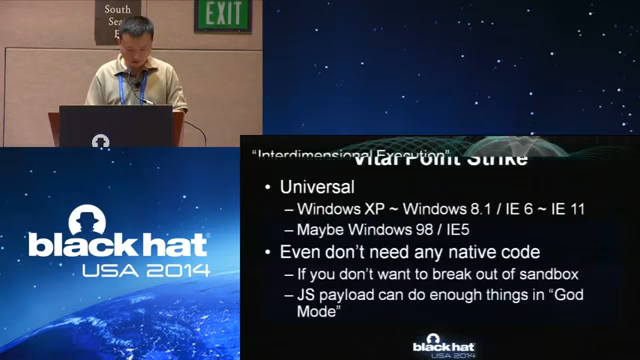 South
Sea
EXIT
"Interdimensional Execution"
Vital Point Strike
• Universal
– Windows XP ~ Windows 8.1 / IE 6 ~ IE 11
– Maybe Windows 98 / IE5
• Even don't need any native code
– If you don't want to break out of sandbox
– JS payload can do enough things in "God
Mode"
black hat
USA 2014
black hat
USA 2014